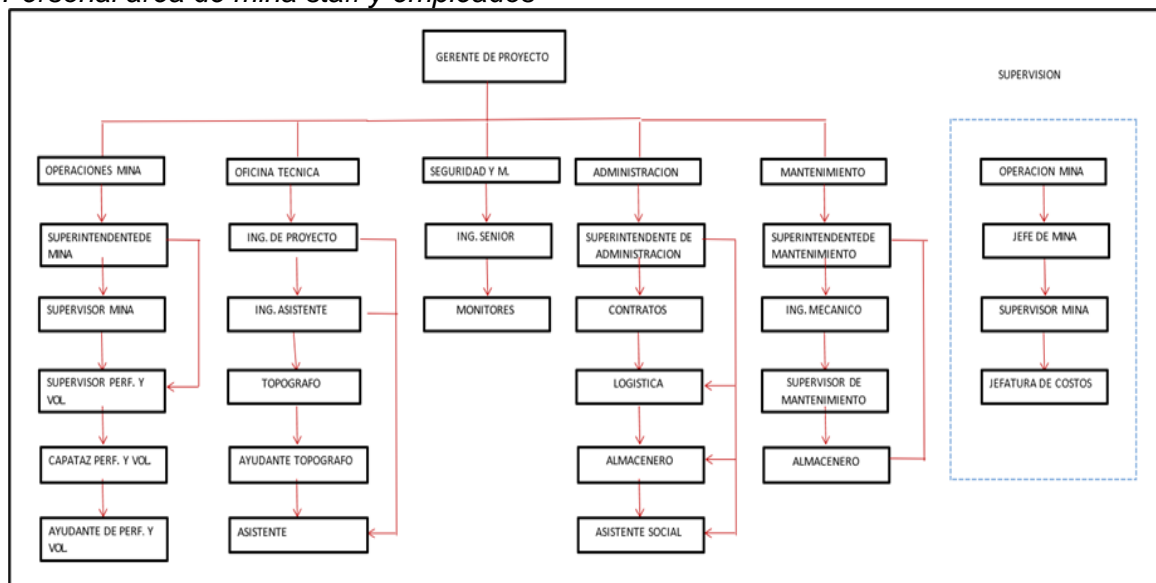 Personal área de mina staff y empleados
GERENTE DE PROYECTO
SUPERVISION
OPERACIONES MINA
OFICINA TECNICA
SEGURIDAD Y M.
ADMINISTRACION
MANTENIMIENTO
OPERACION MINA
SUPERINTENDENTEDE
MINA
ING. DE PROYECTO
ING. SENIOR
SUPERINTENDENTE DE
ADMINISTRACION
SUPERINTENDENTEDE
MANTENIMIENTO
JEFE DE MINA
SUPERVISOR MINA
ING. ASISTENTE
MONITORES
CONTRATOS
ING. MECANICO
SUPERVISOR MINA
SUPERVISOR PERF. Y
VOL.
TOPOGRAFO
LOGISTICA
SUPERVISOR DE
MANTENIMIENTO
JEFATURA DE COSTOS
CAPATAZ PERF. Y VOL.
AYUDANTE TOPOGRAFO
ALMACENERO
ALMACENERO
AYUDANTE DE PERF. Y
VOL.
ASISTENTE
ASISTENTE SOCIAL